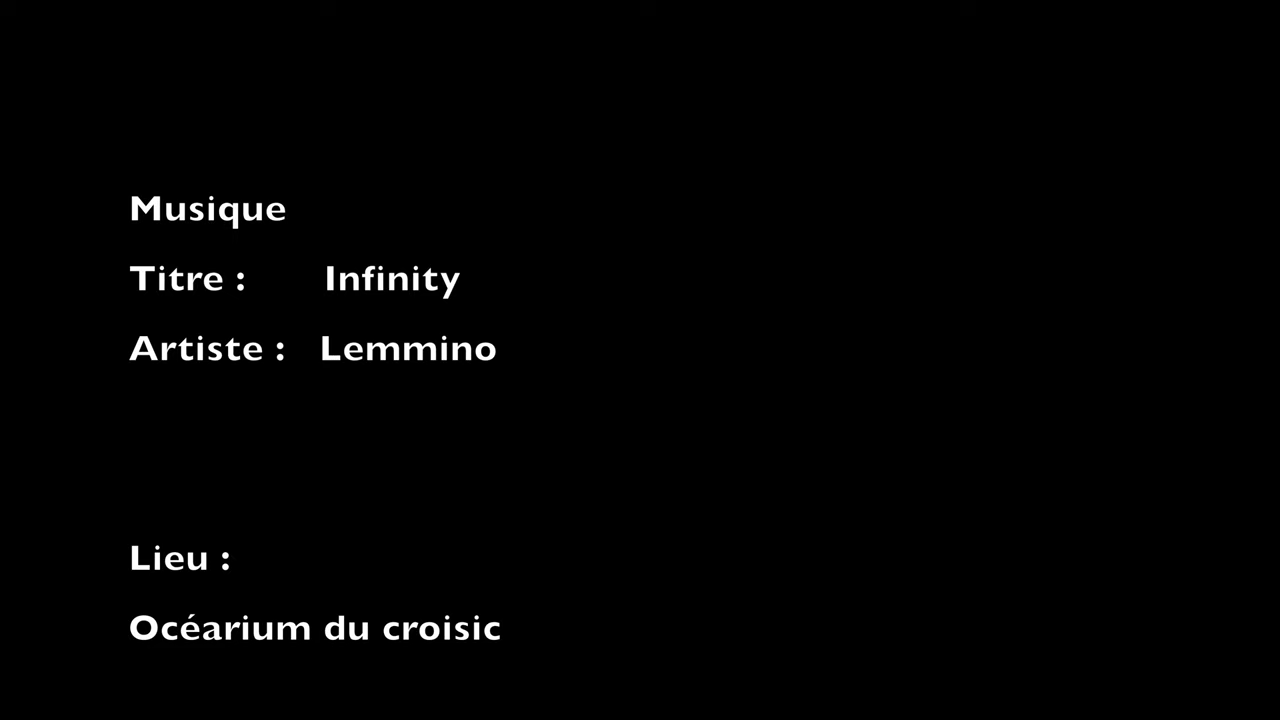 Musique
Titre : Infinity
Artiste : Lemmino
Lieu :
Océarium du croisic